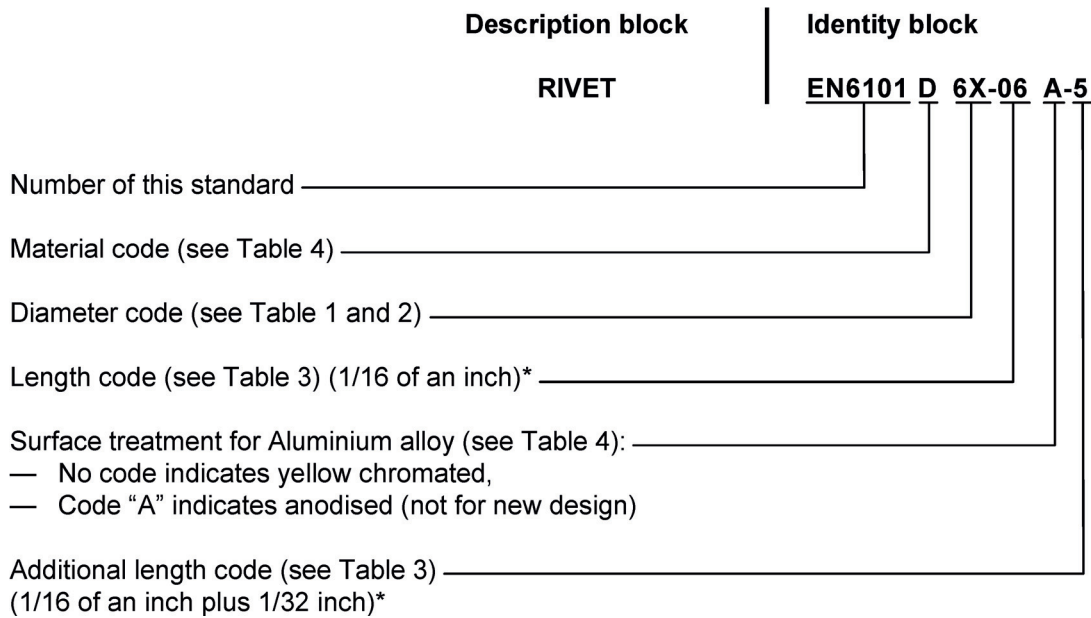 Description block Identity block
RIVET EN6101 D 6X-06 A-5
Number of this standard
Material code (see Table 4)
Diameter code (see Table 1 and 2)
Length code (see Table 3) (1/16 of an inch)*
Surface treatment for Aluminium alloy (see Table 4):
— No code indicates yellow chromated,
— Code “A” indicates anodised (not for new design)
Additional length code (see Table 3)
(1/16 of an inch plus 1/32 inch)*